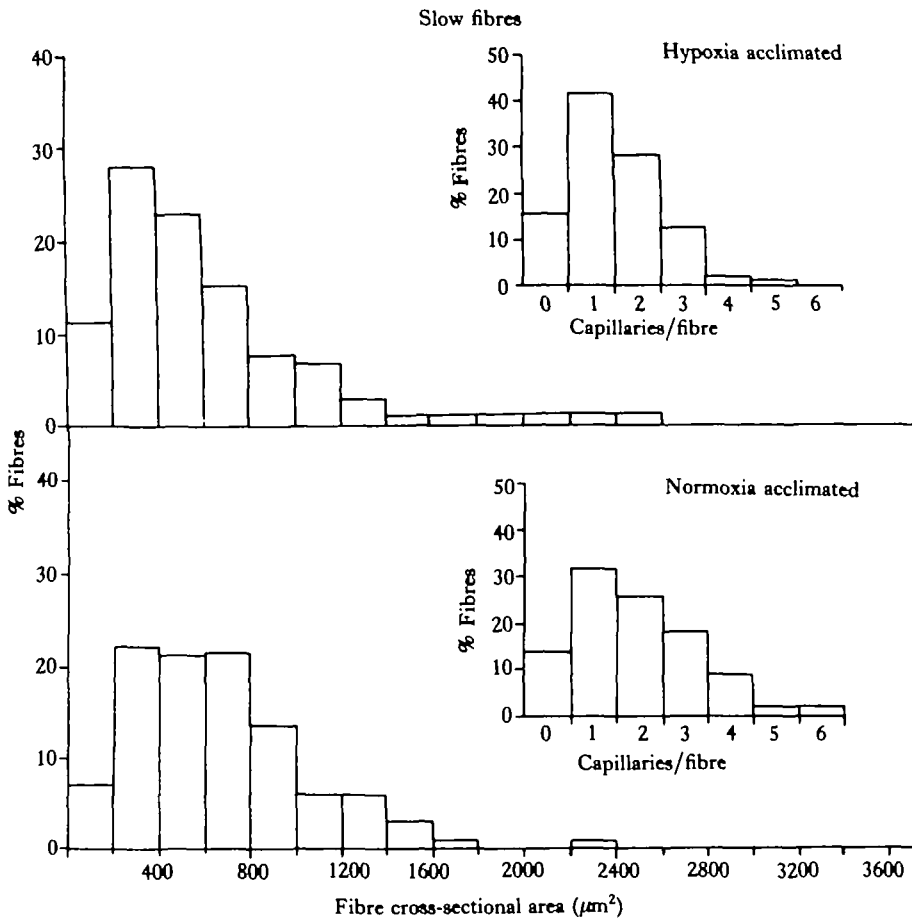 Slow fibres
40
30
20
10
0
% Fibres
Hypoxia acclimated
50
40
30
20
10
0
% Fibres
0 1 2 3 4 5 6
Capillaries/fibre
40
30
20
10
0
Normoxia acclimated
50
40
30
20
10
0
% Fibres
0 1 2 3 4 5 6
Capillaries/fibre
400 800 1200 1600 2000 2400 2800 3200 3600
Fibre cross-sectional area (μm²)